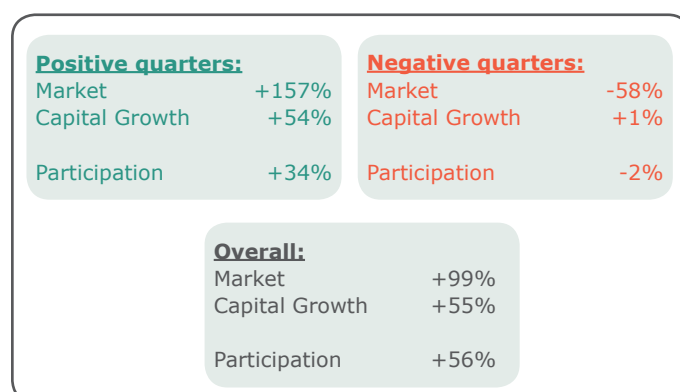 Positive quarters:
Market +157%
Capital Growth +54%
Participation +34%
Negative quarters:
Market -58%
Capital Growth +1%
Participation -2%
Overall:
Market +99%
Capital Growth +55%
Participation +56%